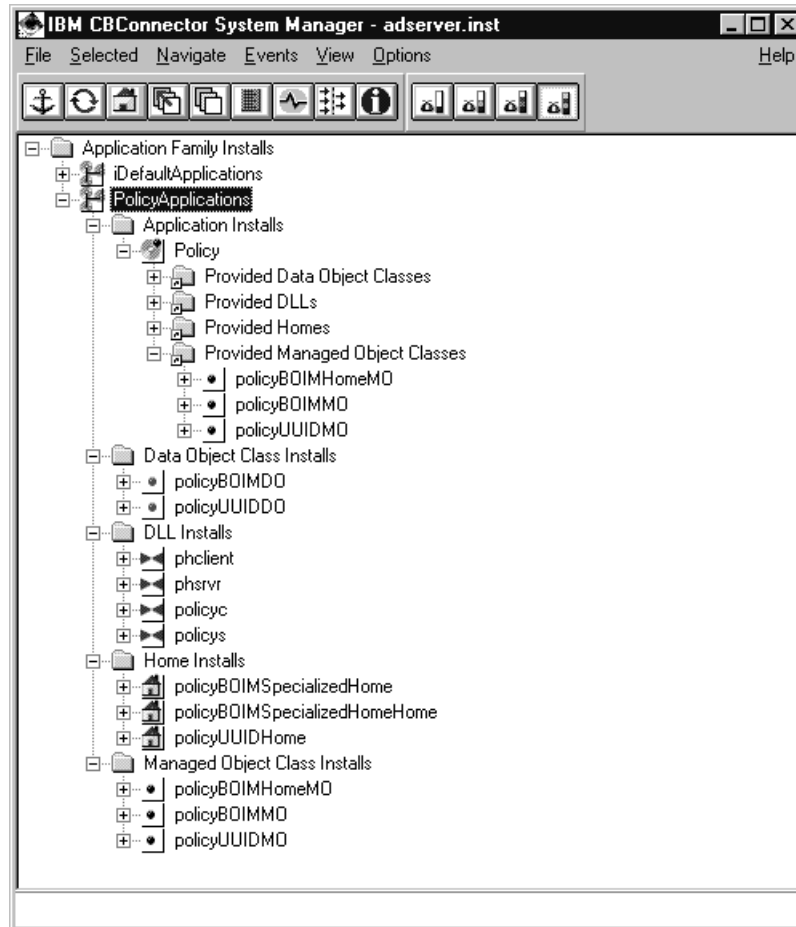 IBM CBConnector System Manager - adserver.inst
File Selected Navigate Events View Options Help
Application Family Installs
iDefaultApplications
PolicyApplications
Application Installs
Policy
Provided Data Object Classes
Provided DLLs
Provided Homes
Provided Managed Object Classes
policyBOIMHomeMO
policyBOIMMO
policyUUIDMO
Data Object Class Installs
policyBOIMDO
policyUUIDDO
DLL Installs
phclient
phsrvr
policyc
policys
Home Installs
policyBOIMSpecializedHome
policyBOIMSpecializedHomeHome
policyUUIDHome
Managed Object Class Installs
policyBOIMHomeMO
policyBOIMMO
policyUUIDMO